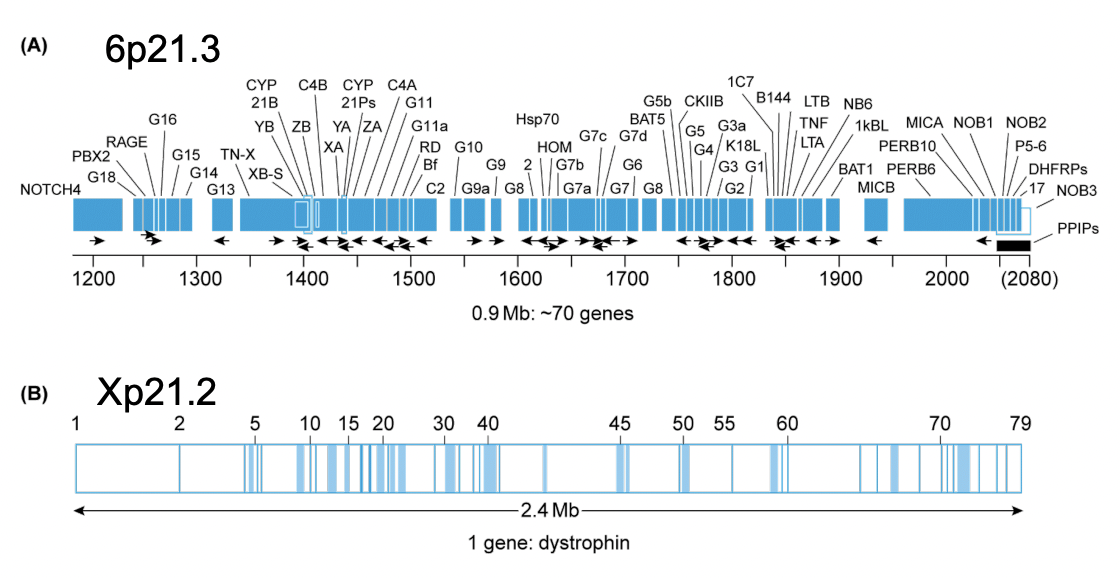 (A) 6p21.3
CYP C4B CYP C4A 1C7
21B 21Ps G11 G5b CKIIB B144 LTB NB6
G16 YB ZB YA ZA G11a Hsp70 BAT5 G3a TNF 1kBL MICA NOB1 NOB2
RAGE XA RD G10 HOM G7c G7d G5 K18L LTA PERB10 P5-6
PBX2 G15 TN-X Bf G9 2 G7b G6 G4 G3 G1 BAT1 PERB6 DHFRPs
G18 G14 XB-S
NOTCH4 G13 C2 G9a G8 G7a G7 G8 G2 MICB 17 NOB3
PPIPs
1200 1300 1400 1500 1600 1700 1800 1900 2000 (2080)
0.9 Mb: ~70 genes
(B) Xp21.2
1 2 5 10 15 20 30 40 45 50 55 60 70 79
2.4 Mb
1 gene: dystrophin